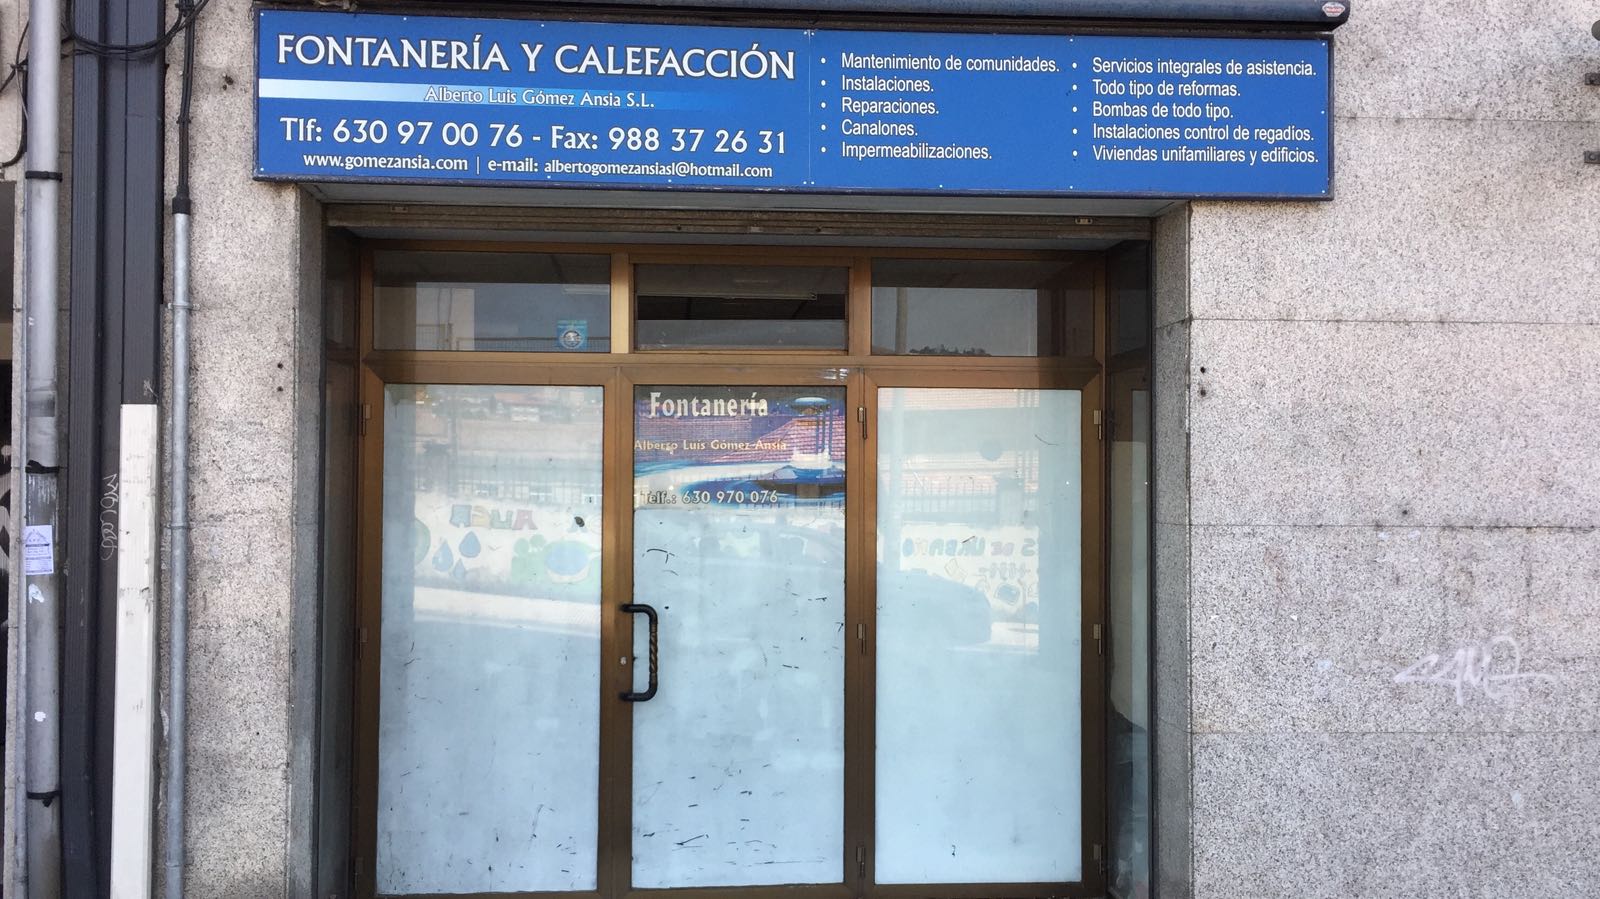 FONTANERÍA Y CALEFACCIÓN
Alberto Luis Gómez Ansia S.L.
Tlf: 630 97 00 76 - Fax: 988 37 26 31
www.gomezansia.com | e-mail: albertogomezansiasl@hotmail.com
• Mantenimiento de comunidades.
• Instalaciones.
• Reparaciones.
• Canalones.
• Impermeabilizaciones.
• Servicios integrales de asistencia.
• Todo tipo de reformas.
• Bombas de todo tipo.
• Instalaciones control de regadios.
• Viviendas unifamiliares y edificios.
Fontanería
Alberto Luis Gómez Ansia
Telf.: 630 970 076